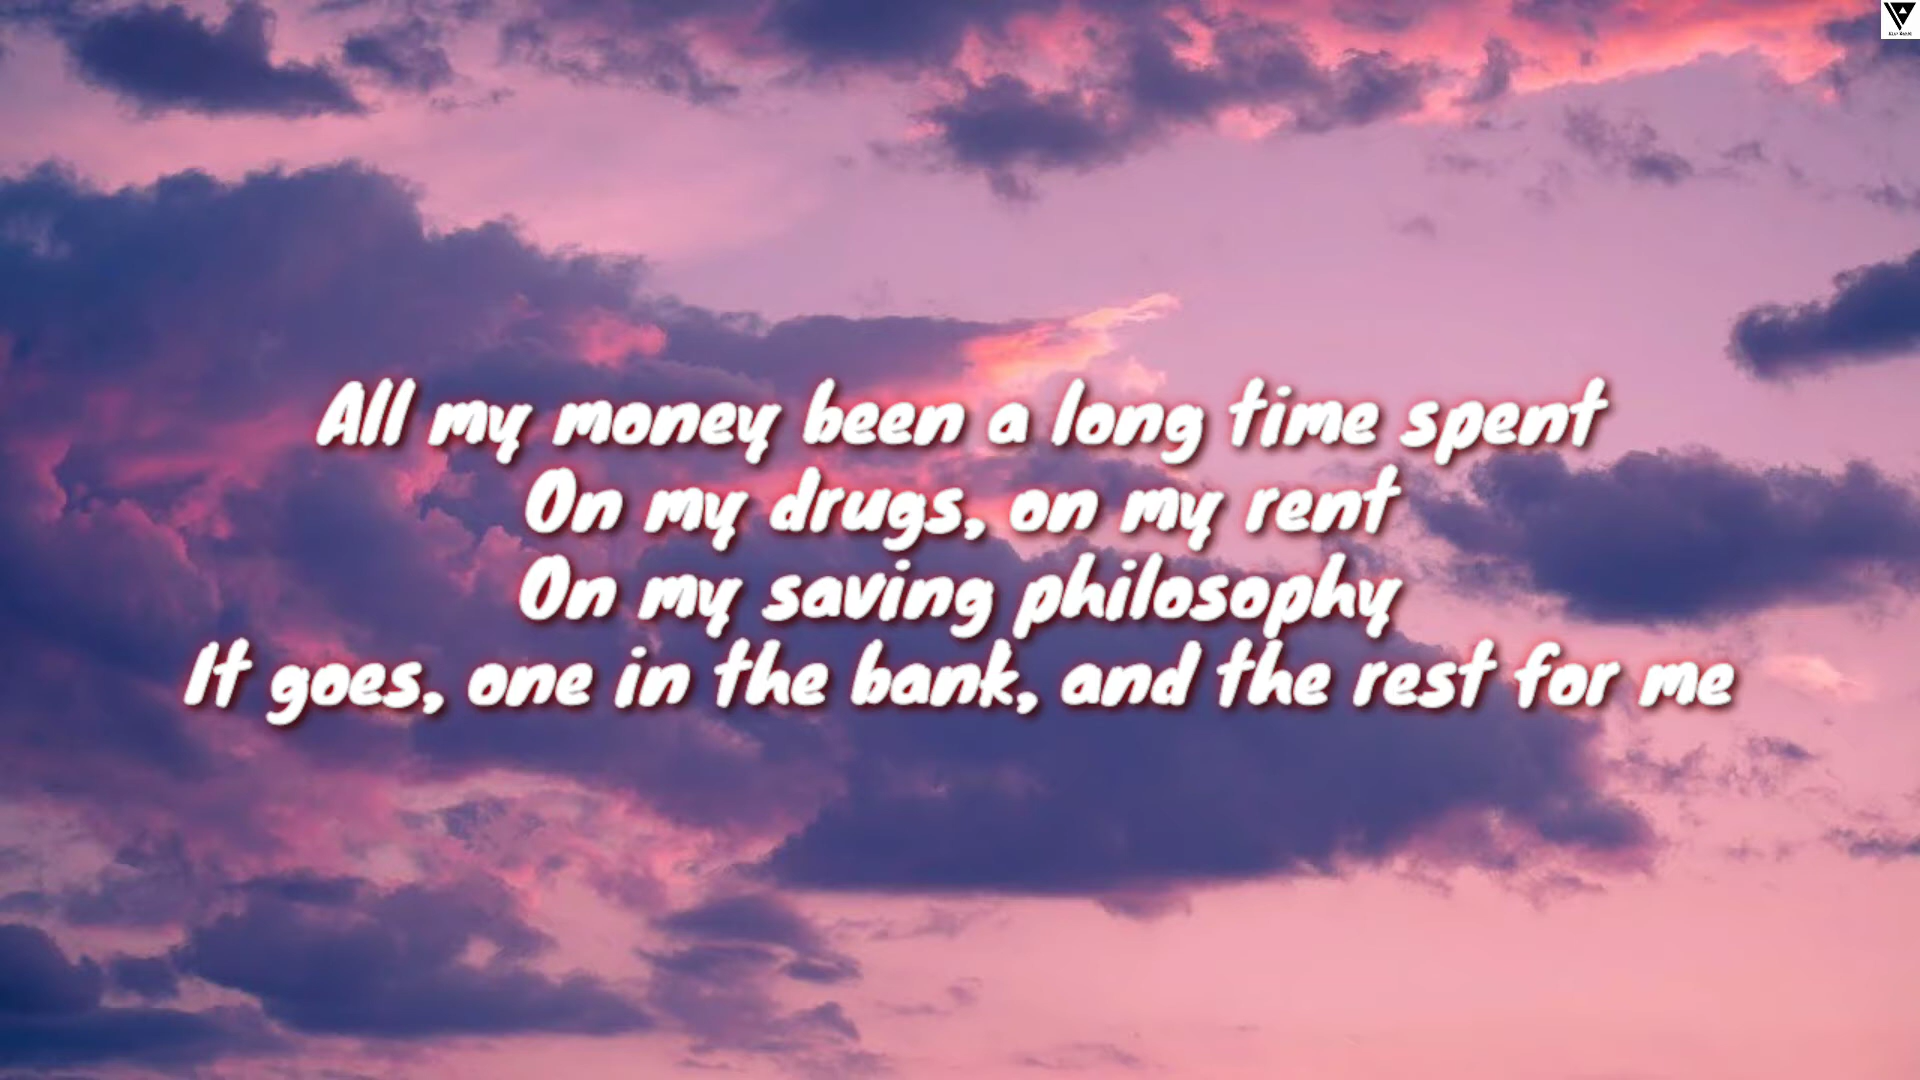 All my money been a long time spent
On my drugs, on my rent
On my saving philosophy
It goes, one in the bank, and the rest for me